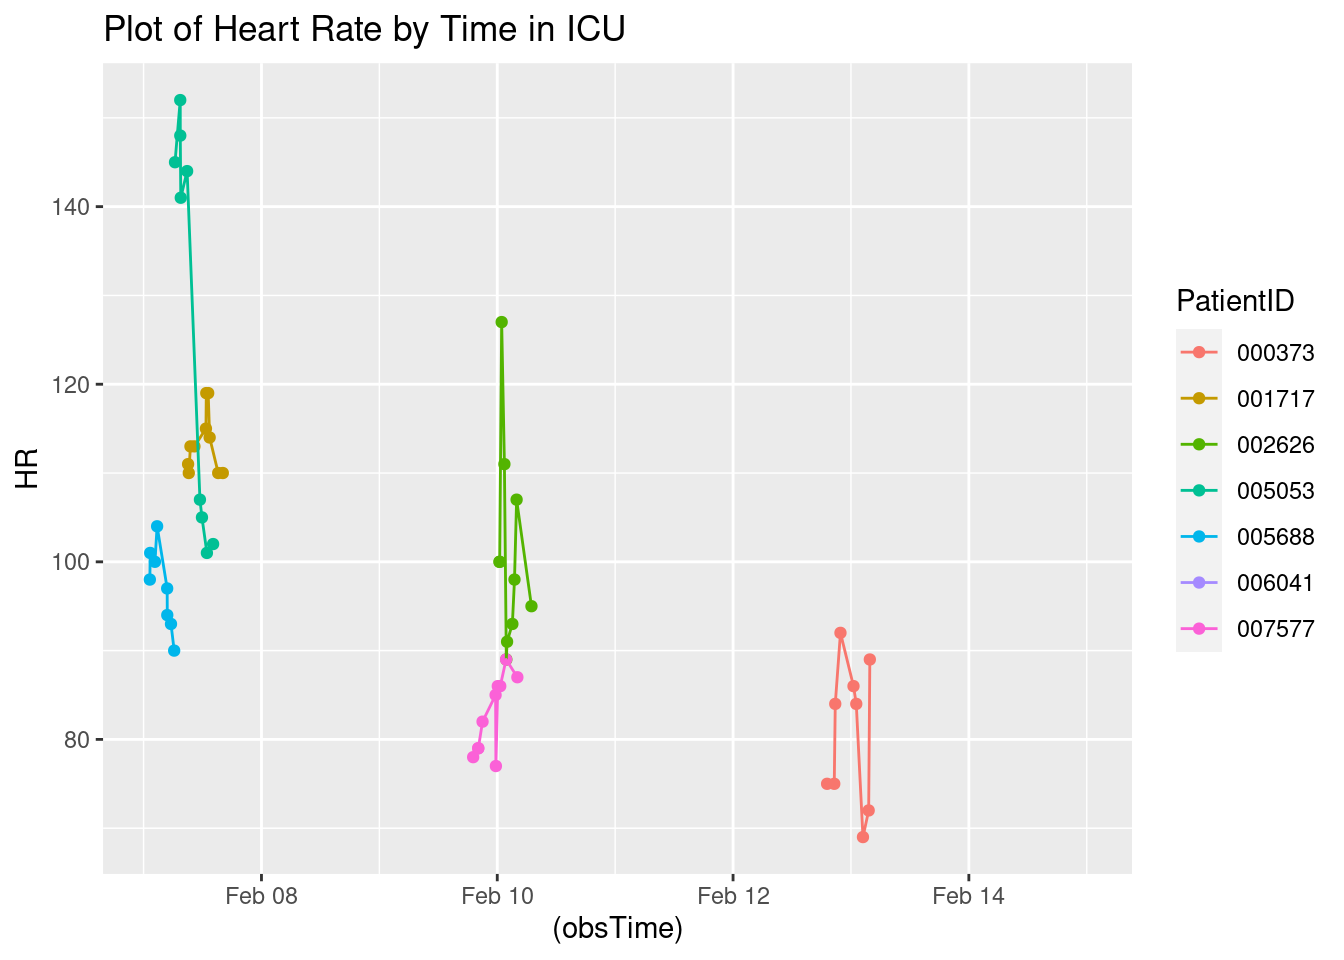 Plot of Heart Rate by Time in ICU
HR
140
120
100
80
Feb 08
Feb 10
Feb 12
Feb 14
(obsTime)
PatientID
000373
001717
002626
005053
005688
006041
007577